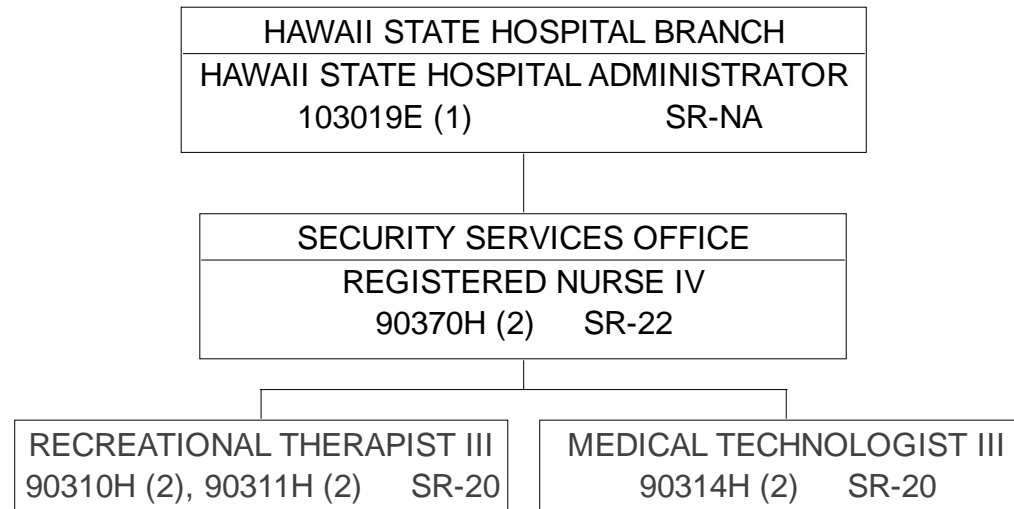 HAWAII STATE HOSPITAL BRANCH
HAWAII STATE HOSPITAL ADMINISTRATOR
103019E (1) SR-NA
SECURITY SERVICES OFFICE
REGISTERED NURSE IV
90370H (2) SR-22
RECREATIONAL THERAPIST III
90310H (2), 90311H (2) SR-20
MEDICAL TECHNOLOGIST III
90314H (2) SR-20